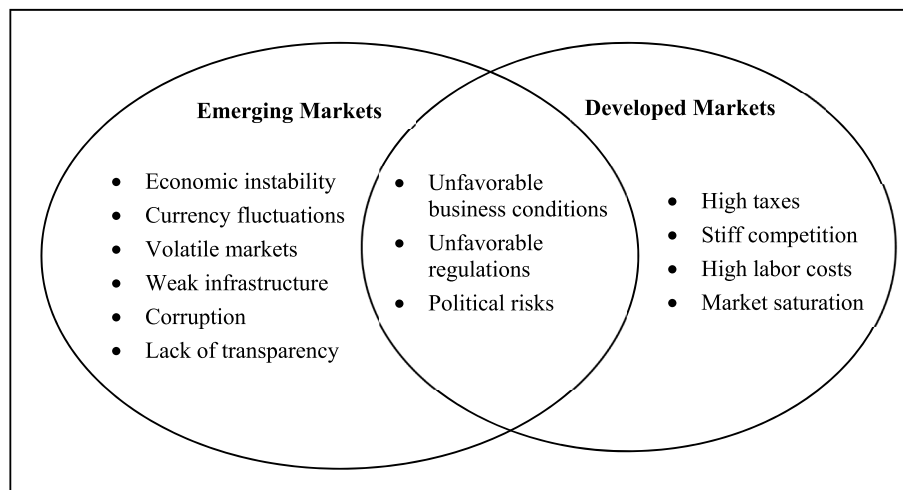 Emerging Markets
• Economic instability
• Currency fluctuations
• Volatile markets
• Weak infrastructure
• Corruption
• Lack of transparency
• Unfavorable
business conditions
• Unfavorable
regulations
• Political risks
Developed Markets
• High taxes
• Stiff competition
• High labor costs
• Market saturation